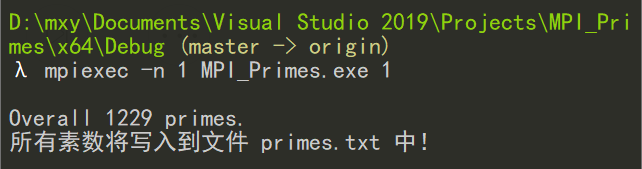 D:\mxy\Documents\Visual Studio 2019\Projects\MPI_Pri
mes\x64\Debug (master -> origin)
λ mpiexec -n 1 MPI_Primes.exe 1
Overall 1229 primes.
所有素数将写入到文件 primes.txt 中！